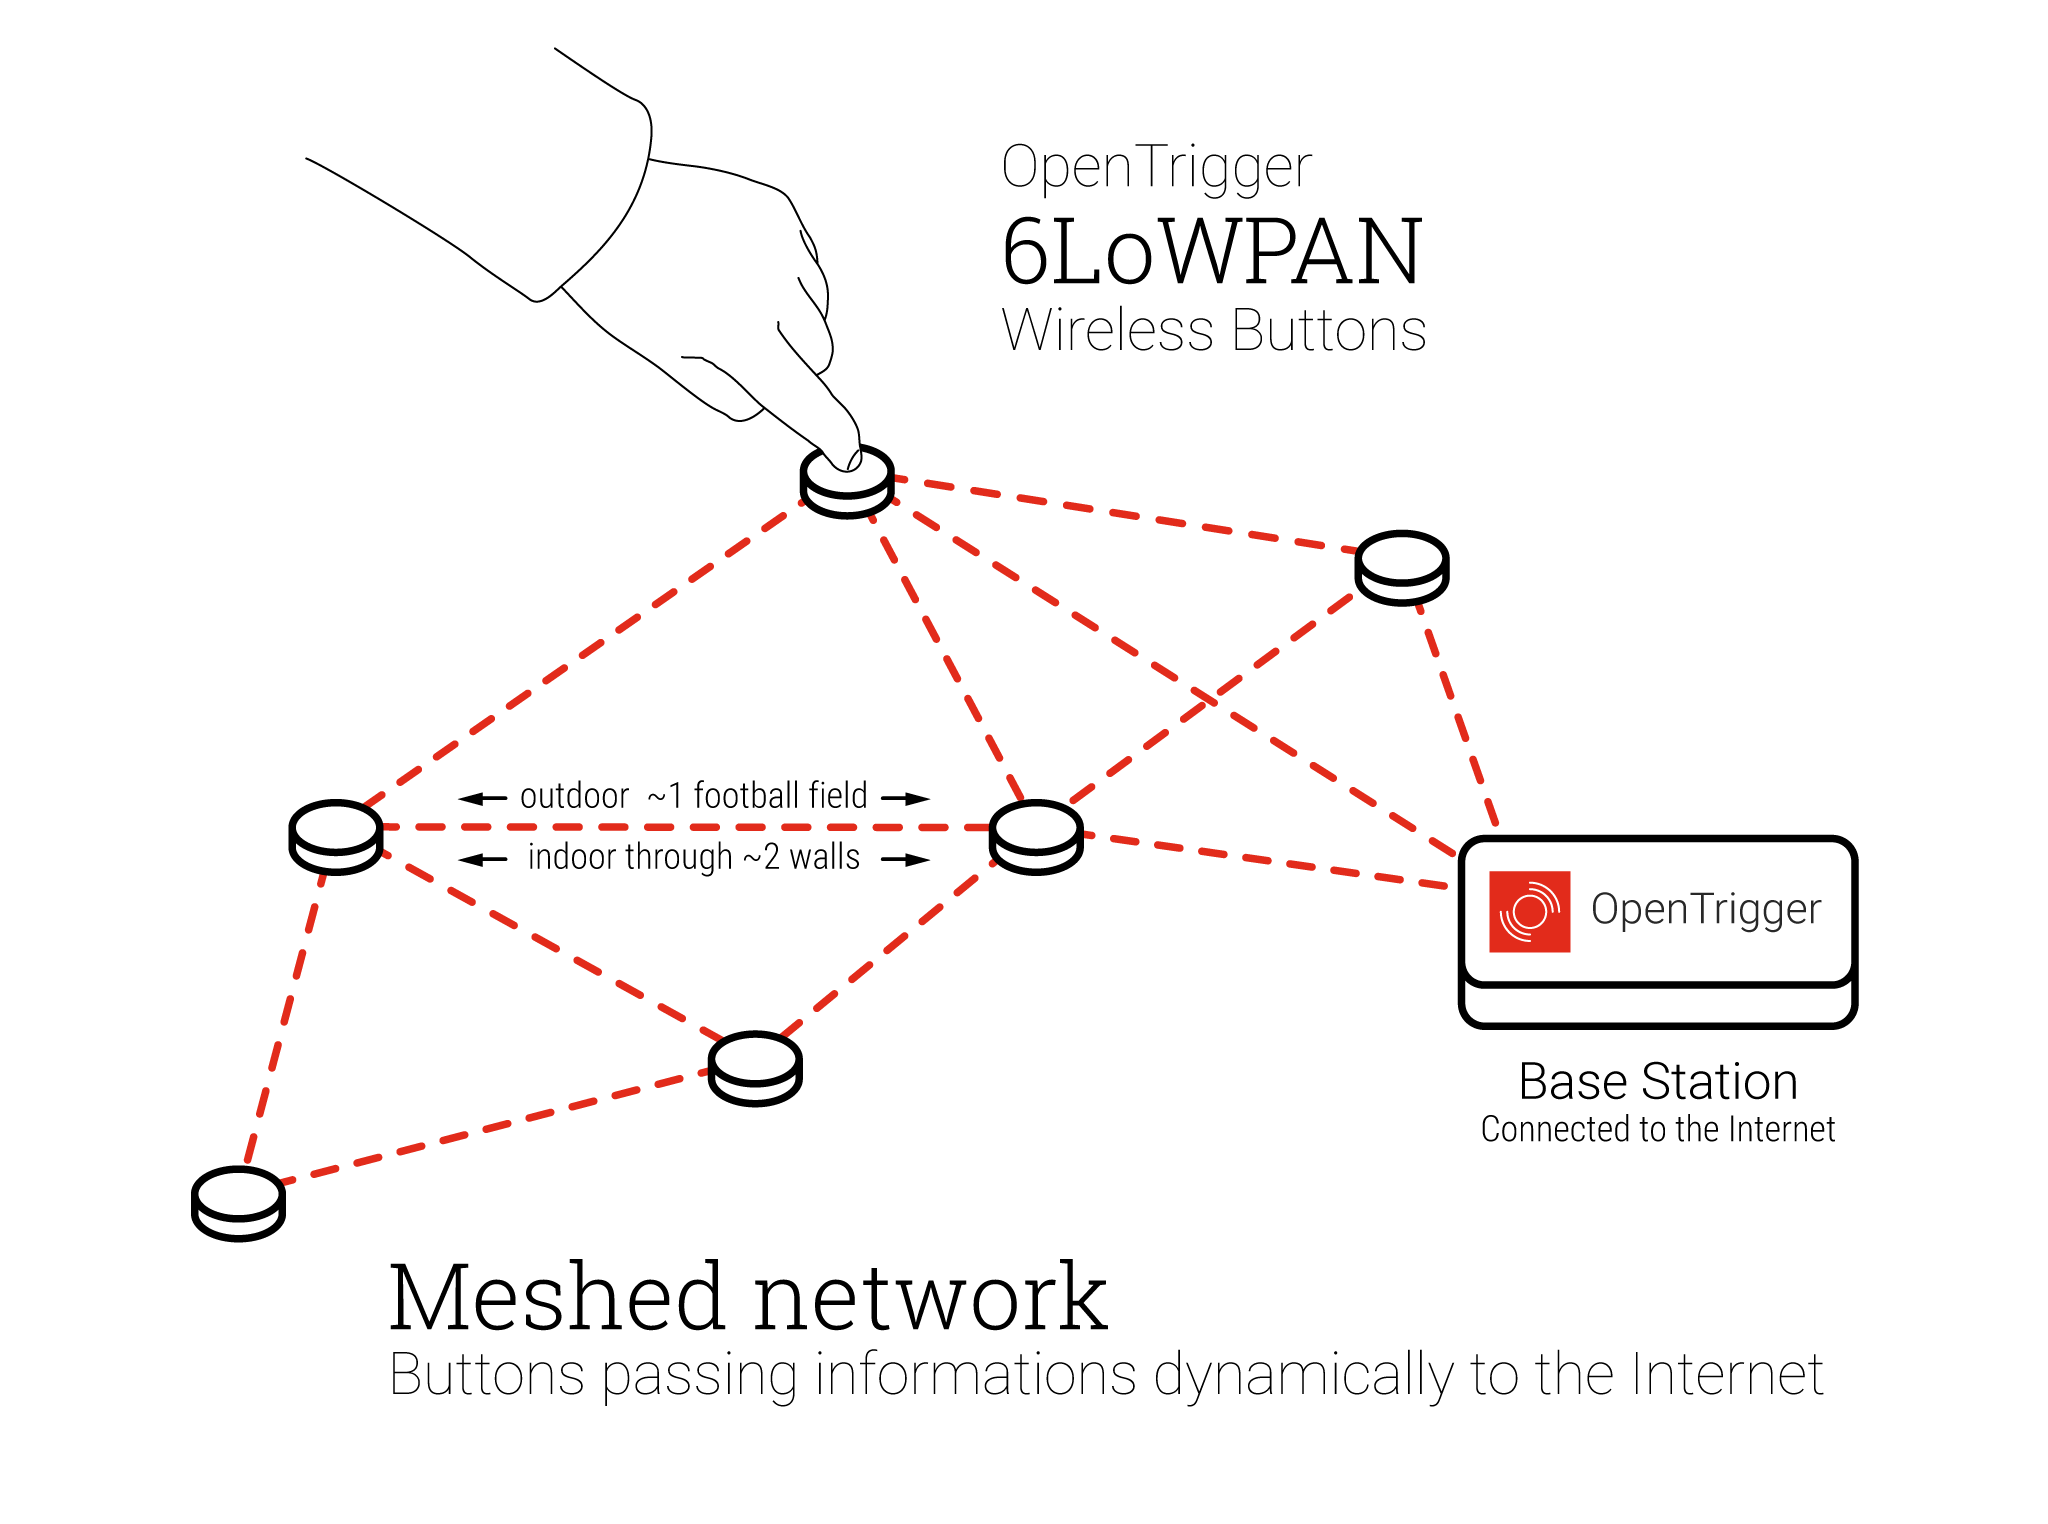 OpenTrigger
6LoWPAN
Wireless Buttons
outdoor ~1 football field
indoor through ~2 walls
OpenTrigger
Base Station
Connected to the Internet
Meshed network
Buttons passing informations dynamically to the Internet